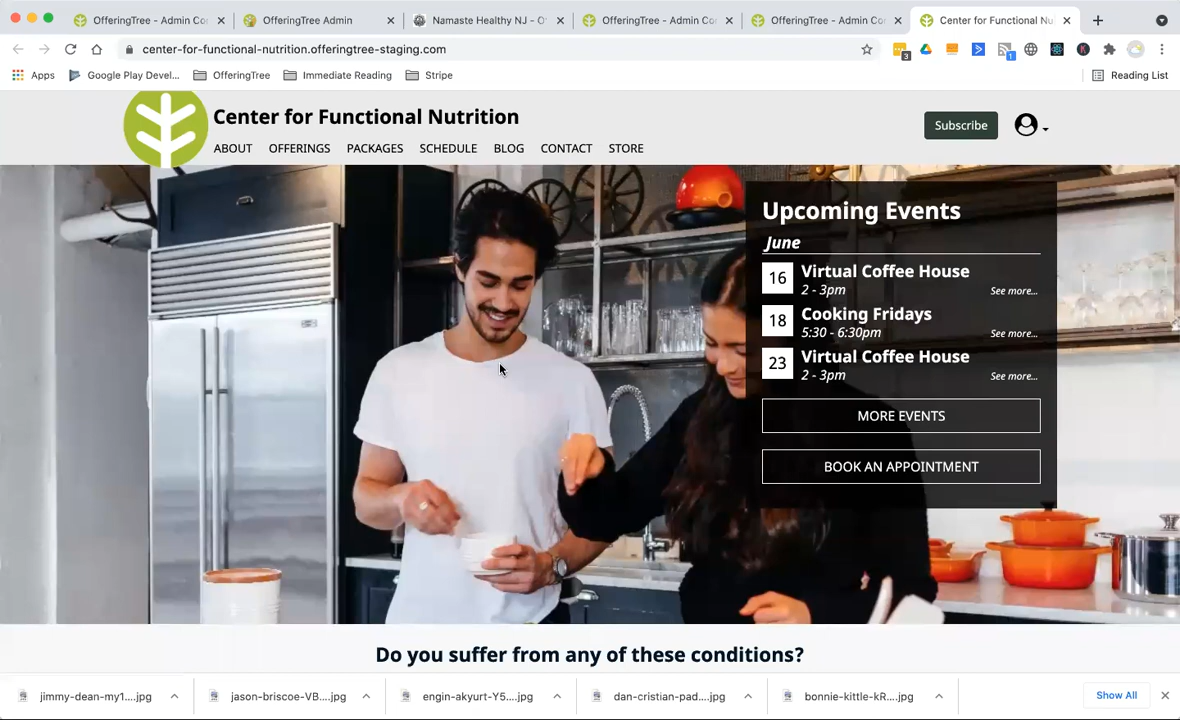 OfferingTree - Admin Co
OfferingTree Admin
Namaste Healthy NJ - O
OfferingTree - Admin Co
OfferingTree - Admin Co
Center for Functional Nu
center-for-functional-nutrition.offeringtree-staging.com
3
1
K
Apps
Google Play Devel...
OfferingTree
Immediate Reading
Stripe
Reading List
Center for Functional Nutrition
ABOUT OFFERINGS PACKAGES SCHEDULE BLOG CONTACT STORE
Subscribe
Upcoming Events
June
16
Virtual Coffee House
2 - 3pm
See more...
18
Cooking Fridays
5:30 - 6:30pm
See more...
23
Virtual Coffee House
2 - 3pm
See more...
MORE EVENTS
BOOK AN APPOINTMENT
Do you suffer from any of these conditions?
jimmy-dean-my1....jpg
jason-briscoe-VB....jpg
engin-akyurt-Y5....jpg
dan-cristian-pad....jpg
bonnie-kittle-kR....jpg
Show All